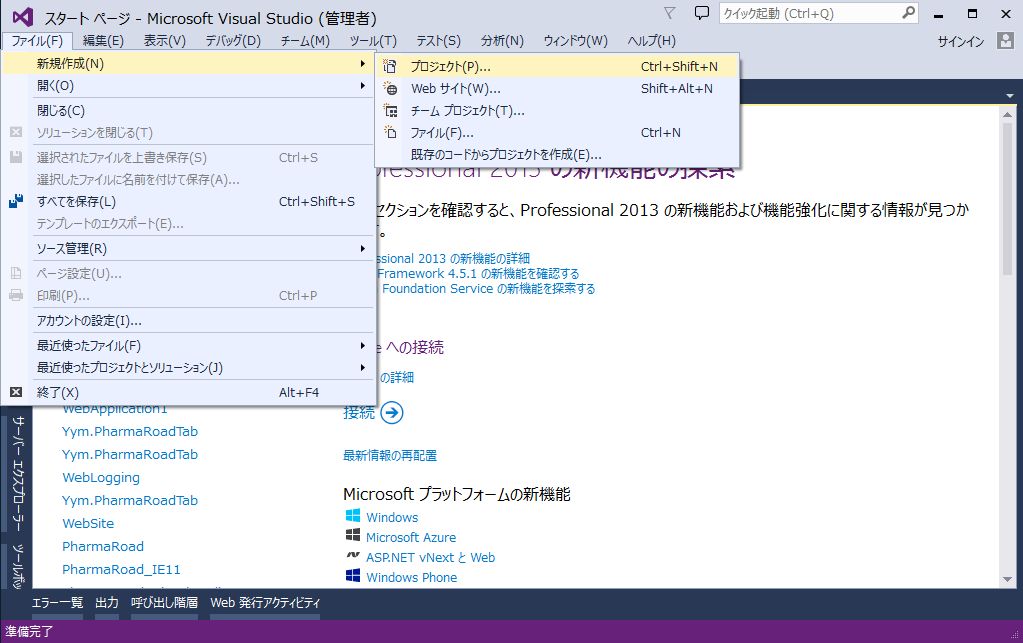 スタート ページ - Microsoft Visual Studio (管理者)
クイック起動 (Ctrl+Q)
ファイル(F) 編集(E) 表示(V) デバッグ(D) チーム(M) ツール(T) テスト(S) 分析(N) ウィンドウ(W) ヘルプ(H) サインイン
新規作成(N)
開く(O)
閉じる(C)
ソリューションを閉じる(T)
選択されたファイルを上書き保存(S) Ctrl+S
選択したファイルに名前を付けて保存(A)...
すべてを保存(L) Ctrl+Shift+S
テンプレートのエクスポート(E)...
ソース管理(R)
ページ設定(U)...
印刷(P)... Ctrl+P
アカウントの設定(I)...
最近使ったファイル(F)
最近使ったプロジェクトとソリューション(J)
終了(X) Alt+F4
プロジェクト(P)... Ctrl+Shift+N
Web サイト(W)... Shift+Alt+N
チーム プロジェクト(T)...
ファイル(F)... Ctrl+N
既存のコードからプロジェクトを作成(E)...
Professional 2013 の新機能の探索
セクションを確認すると、Professional 2013 の新機能および機能強化に関する情報が見つか
す。
ssional 2013 の新機能の詳細
Framework 4.5.1 の新機能を確認する
Foundation Service の新機能を探索する
e への接続
の詳細
接続
最新情報の再配置
Microsoft プラットフォームの新機能
Windows
Microsoft Azure
ASP.NET vNext と Web
Windows Phone
WebApplication1
Yym.PharmaRoadTab
Yym.PharmaRoadTab
WebLogging
Yym.PharmaRoadTab
WebSite
PharmaRoad
PharmaRoad_IE11
サーバー エクスプローラー
ツールボッ
エラー一覧 出力 呼び出し階層 Web 発行アクティビティ
準備完了